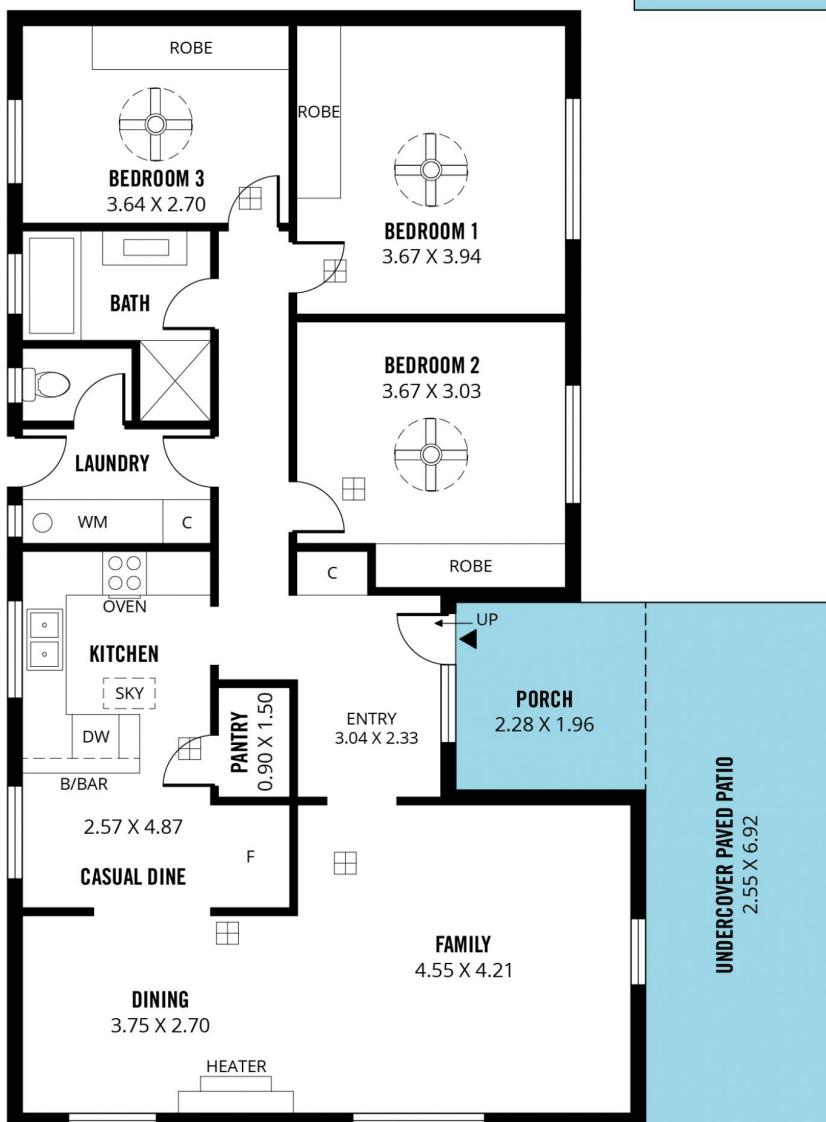 ROBE
ROBE
BEDROOM 3
3.64 X 2.70
BEDROOM 1
3.67 X 3.94
BATH
BEDROOM 2
3.67 X 3.03
LAUNDRY
WM
C
C
ROBE
OVEN
UP
KITCHEN
SKY
PORCH
2.28 X 1.96
ENTRY
3.04 X 2.33
DW
PANTRY
0.90 X 1.50
B/BAR
2.57 X 4.87
CASUAL DINE
F
UNDERCOVER PAVED PATIO
2.55 X 6.92
FAMILY
4.55 X 4.21
DINING
3.75 X 2.70
HEATER